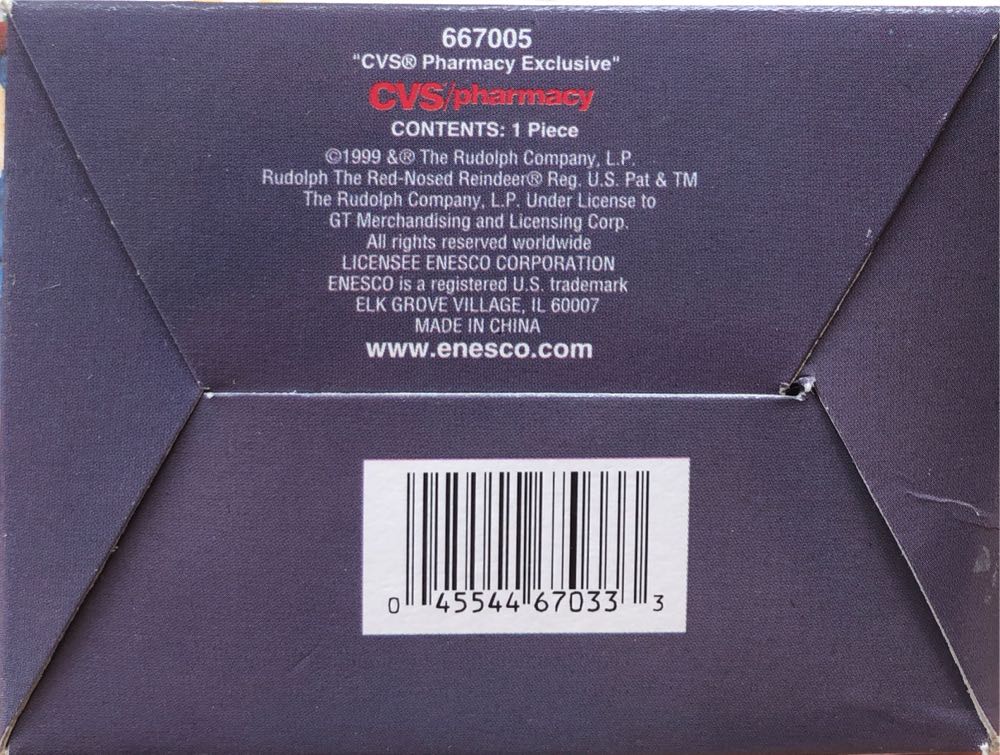 667005
"CVS® Pharmacy Exclusive"
CVS/pharmacy
CONTENTS: 1 Piece
©1999 &® The Rudolph Company, L.P.
Rudolph The Red-Nosed Reindeer® Reg. U.S. Pat & TM
The Rudolph Company, L.P. Under License to
GT Merchandising and Licensing Corp.
All rights reserved worldwide
LICENSEE ENESCO CORPORATION
ENESCO is a registered U.S. trademark
ELK GROVE VILLAGE, IL 60007
MADE IN CHINA
www.enesco.com
0 45544 67033 3